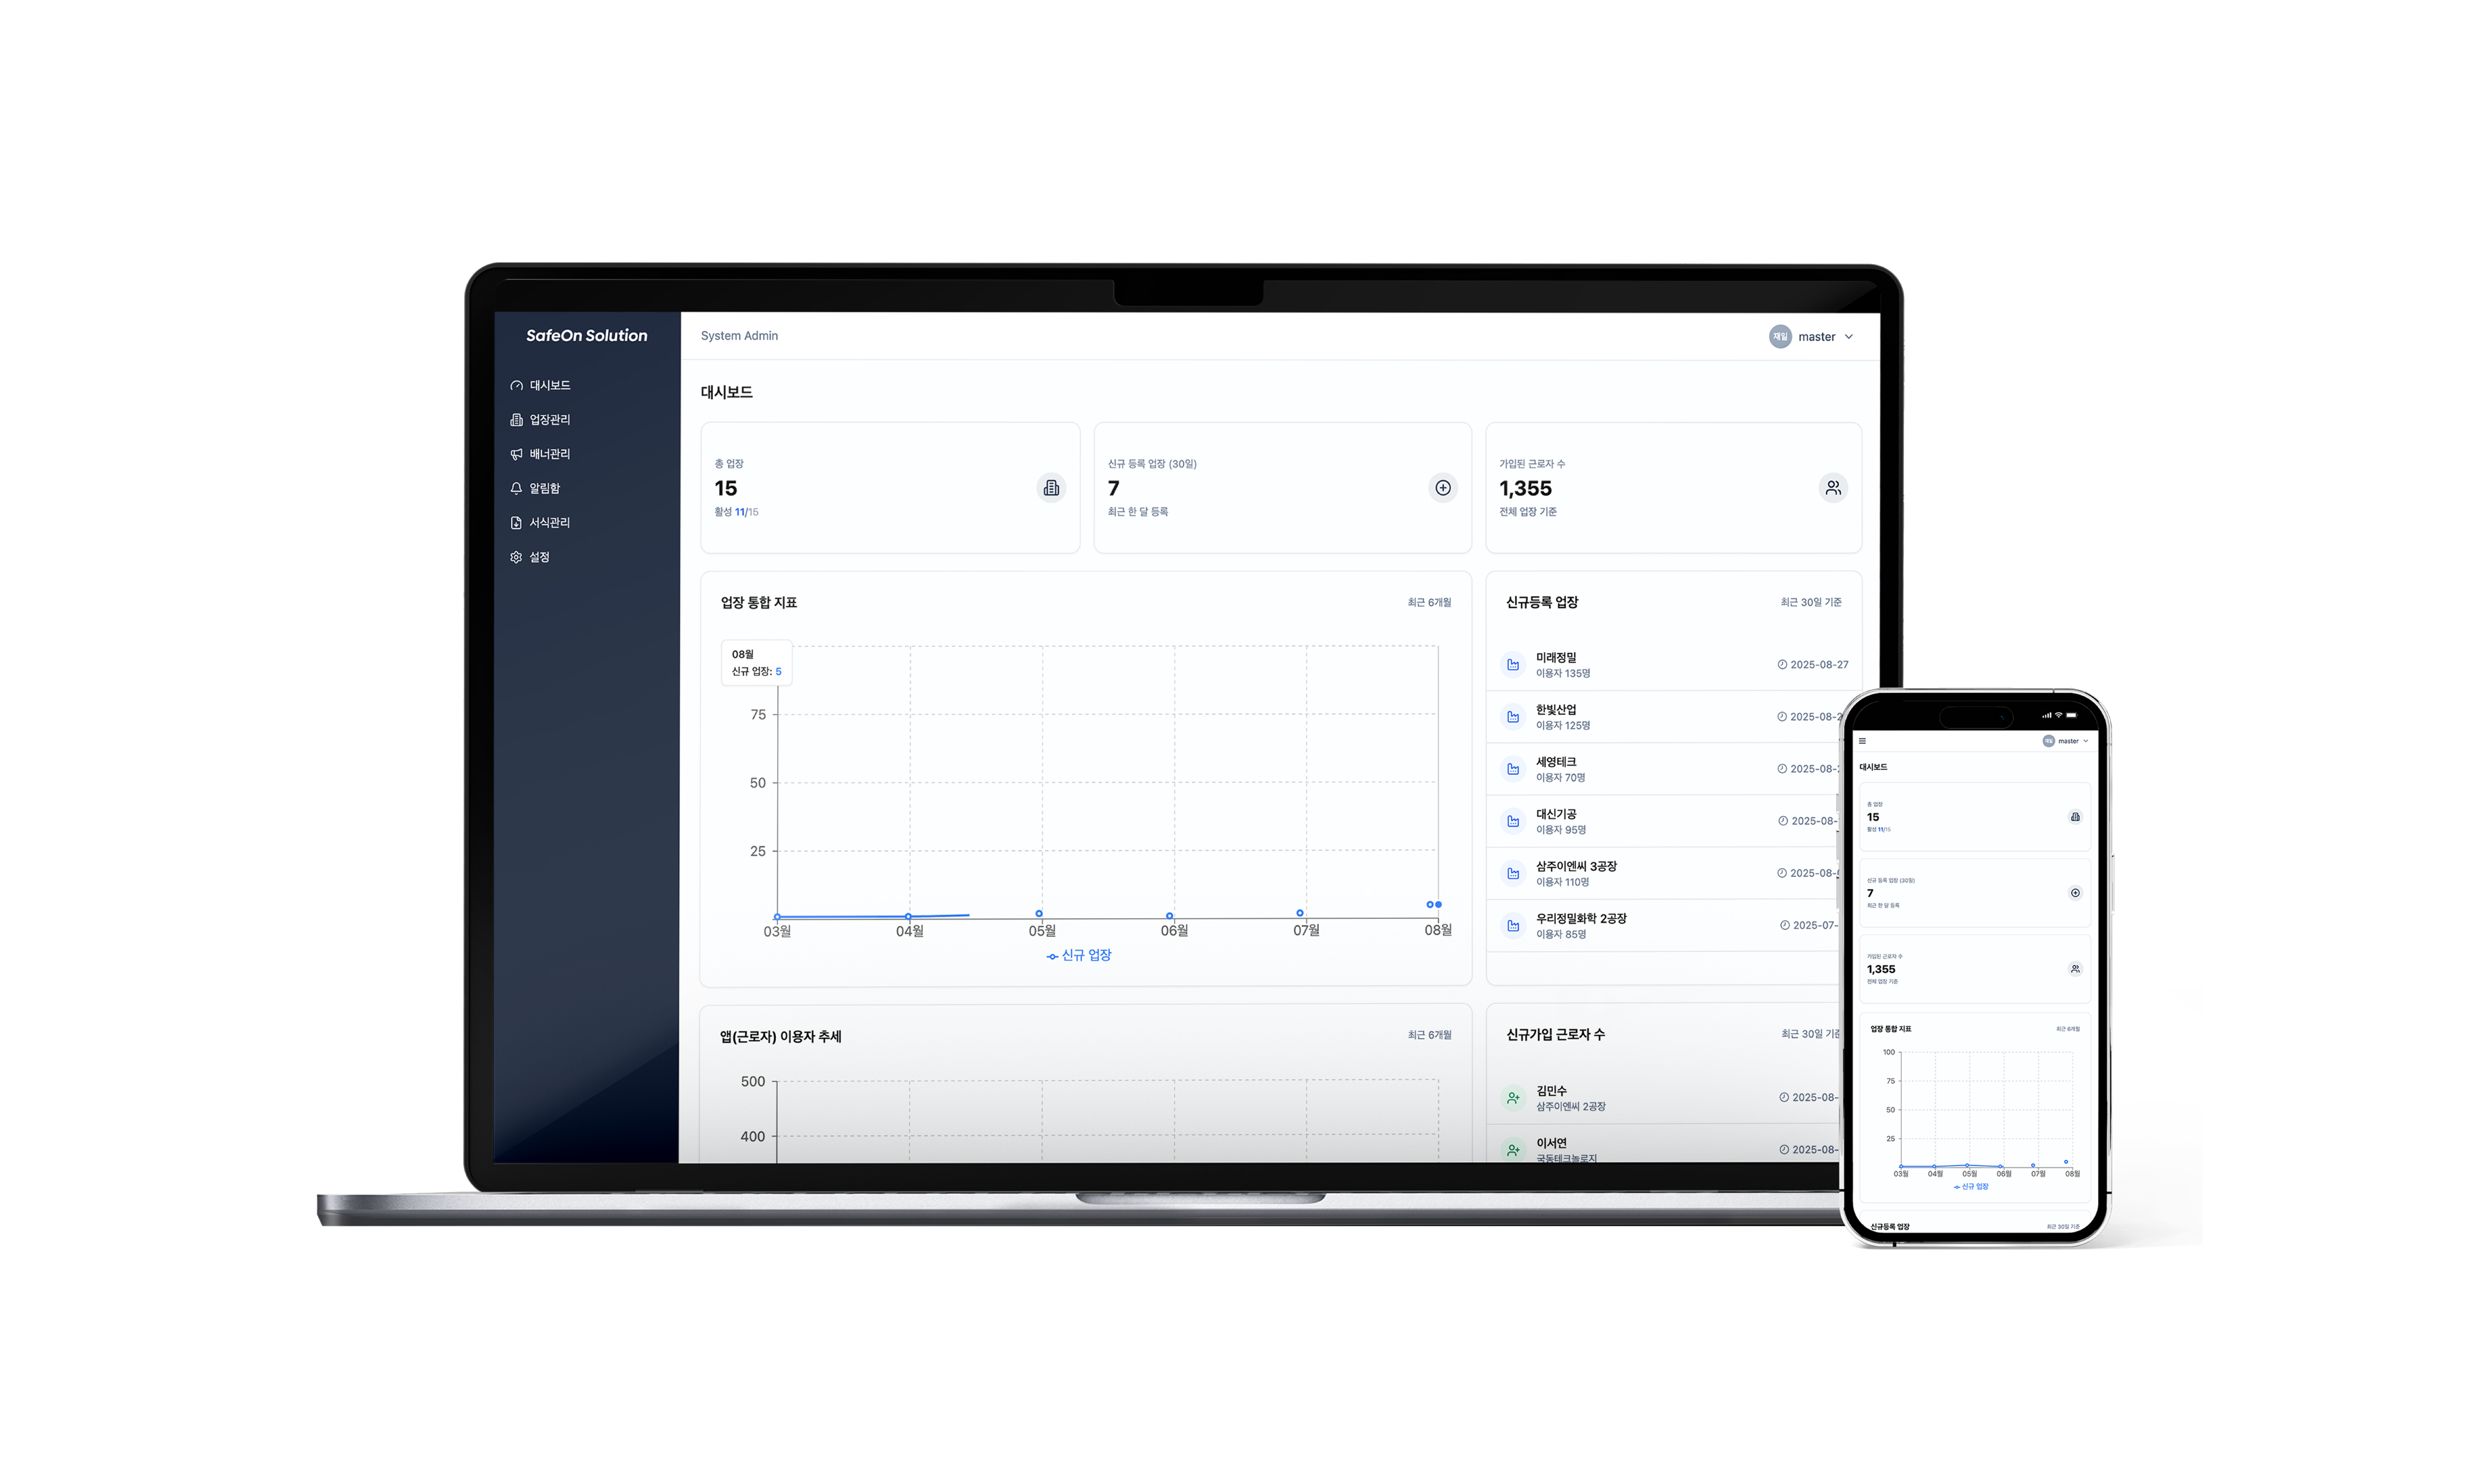 SafeOn Solution
대시보드
업장관리
배너관리
알림함
서식관리
설정
System Admin
재일 master
대시보드
총 업장
15
활성 11/15
신규 등록 업장 (30일)
7
최근 한 달 등록
가입된 근로자 수
1,355
전체 업장 기준
업장 통합 지표
최근 6개월
08월
신규 업장: 5
75
50
25
03월 04월 05월 06월 07월 08월
신규 업장
신규등록 업장
최근 30일 기준
미래정밀
이용자 135명
2025-08-27
한빛산업
이용자 125명
2025-08-2
세영테크
이용자 70명
2025-08-
대신기공
이용자 95명
2025-08-
삼주이엔씨 3공장
이용자 110명
2025-08-
우리정밀화학 2공장
이용자 85명
2025-07-
앱(근로자) 이용자 추세
최근 6개월
500
400
신규가입 근로자 수
최근 30일 기준
김민수
삼주이엔씨 2공장
2025-08-
이서연
국동테크놀로지
2025-08-
재일 master
대시보드
총 업장
15
활성 11/15
신규 등록 업장 (30일)
7
최근 한 달 등록
가입된 근로자 수
1,355
전체 업장 기준
업장 통합 지표
최근 6개월
100
75
50
25
03월 04월 05월 06월 07월 08월
신규 업장
신규등록 업장
최근 30일 기준